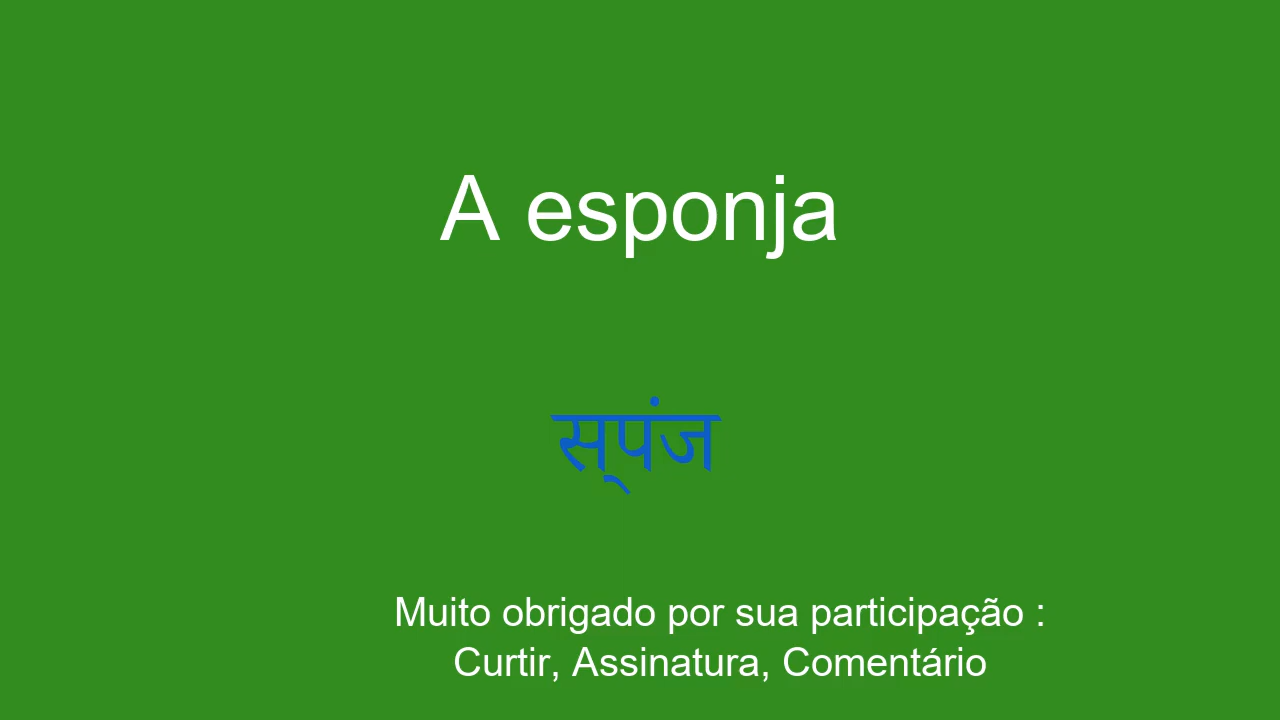 A esponja
स्पंज
Muito obrigado por sua participação :
Curtir, Assinatura, Comentário